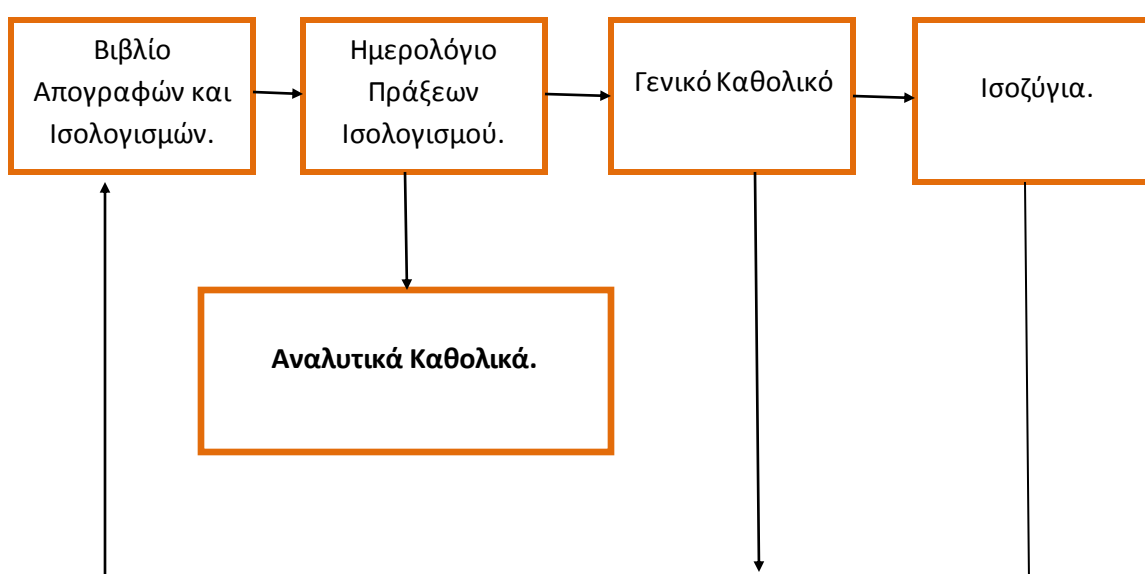 Βιβλίο
Απογραφών και
Ισολογισμών.
Ημερολόγιο
Πράξεων
Ισολογισμού.
Γενικό Καθολικό
Ισοζύγια.
Αναλυτικά Καθολικά.